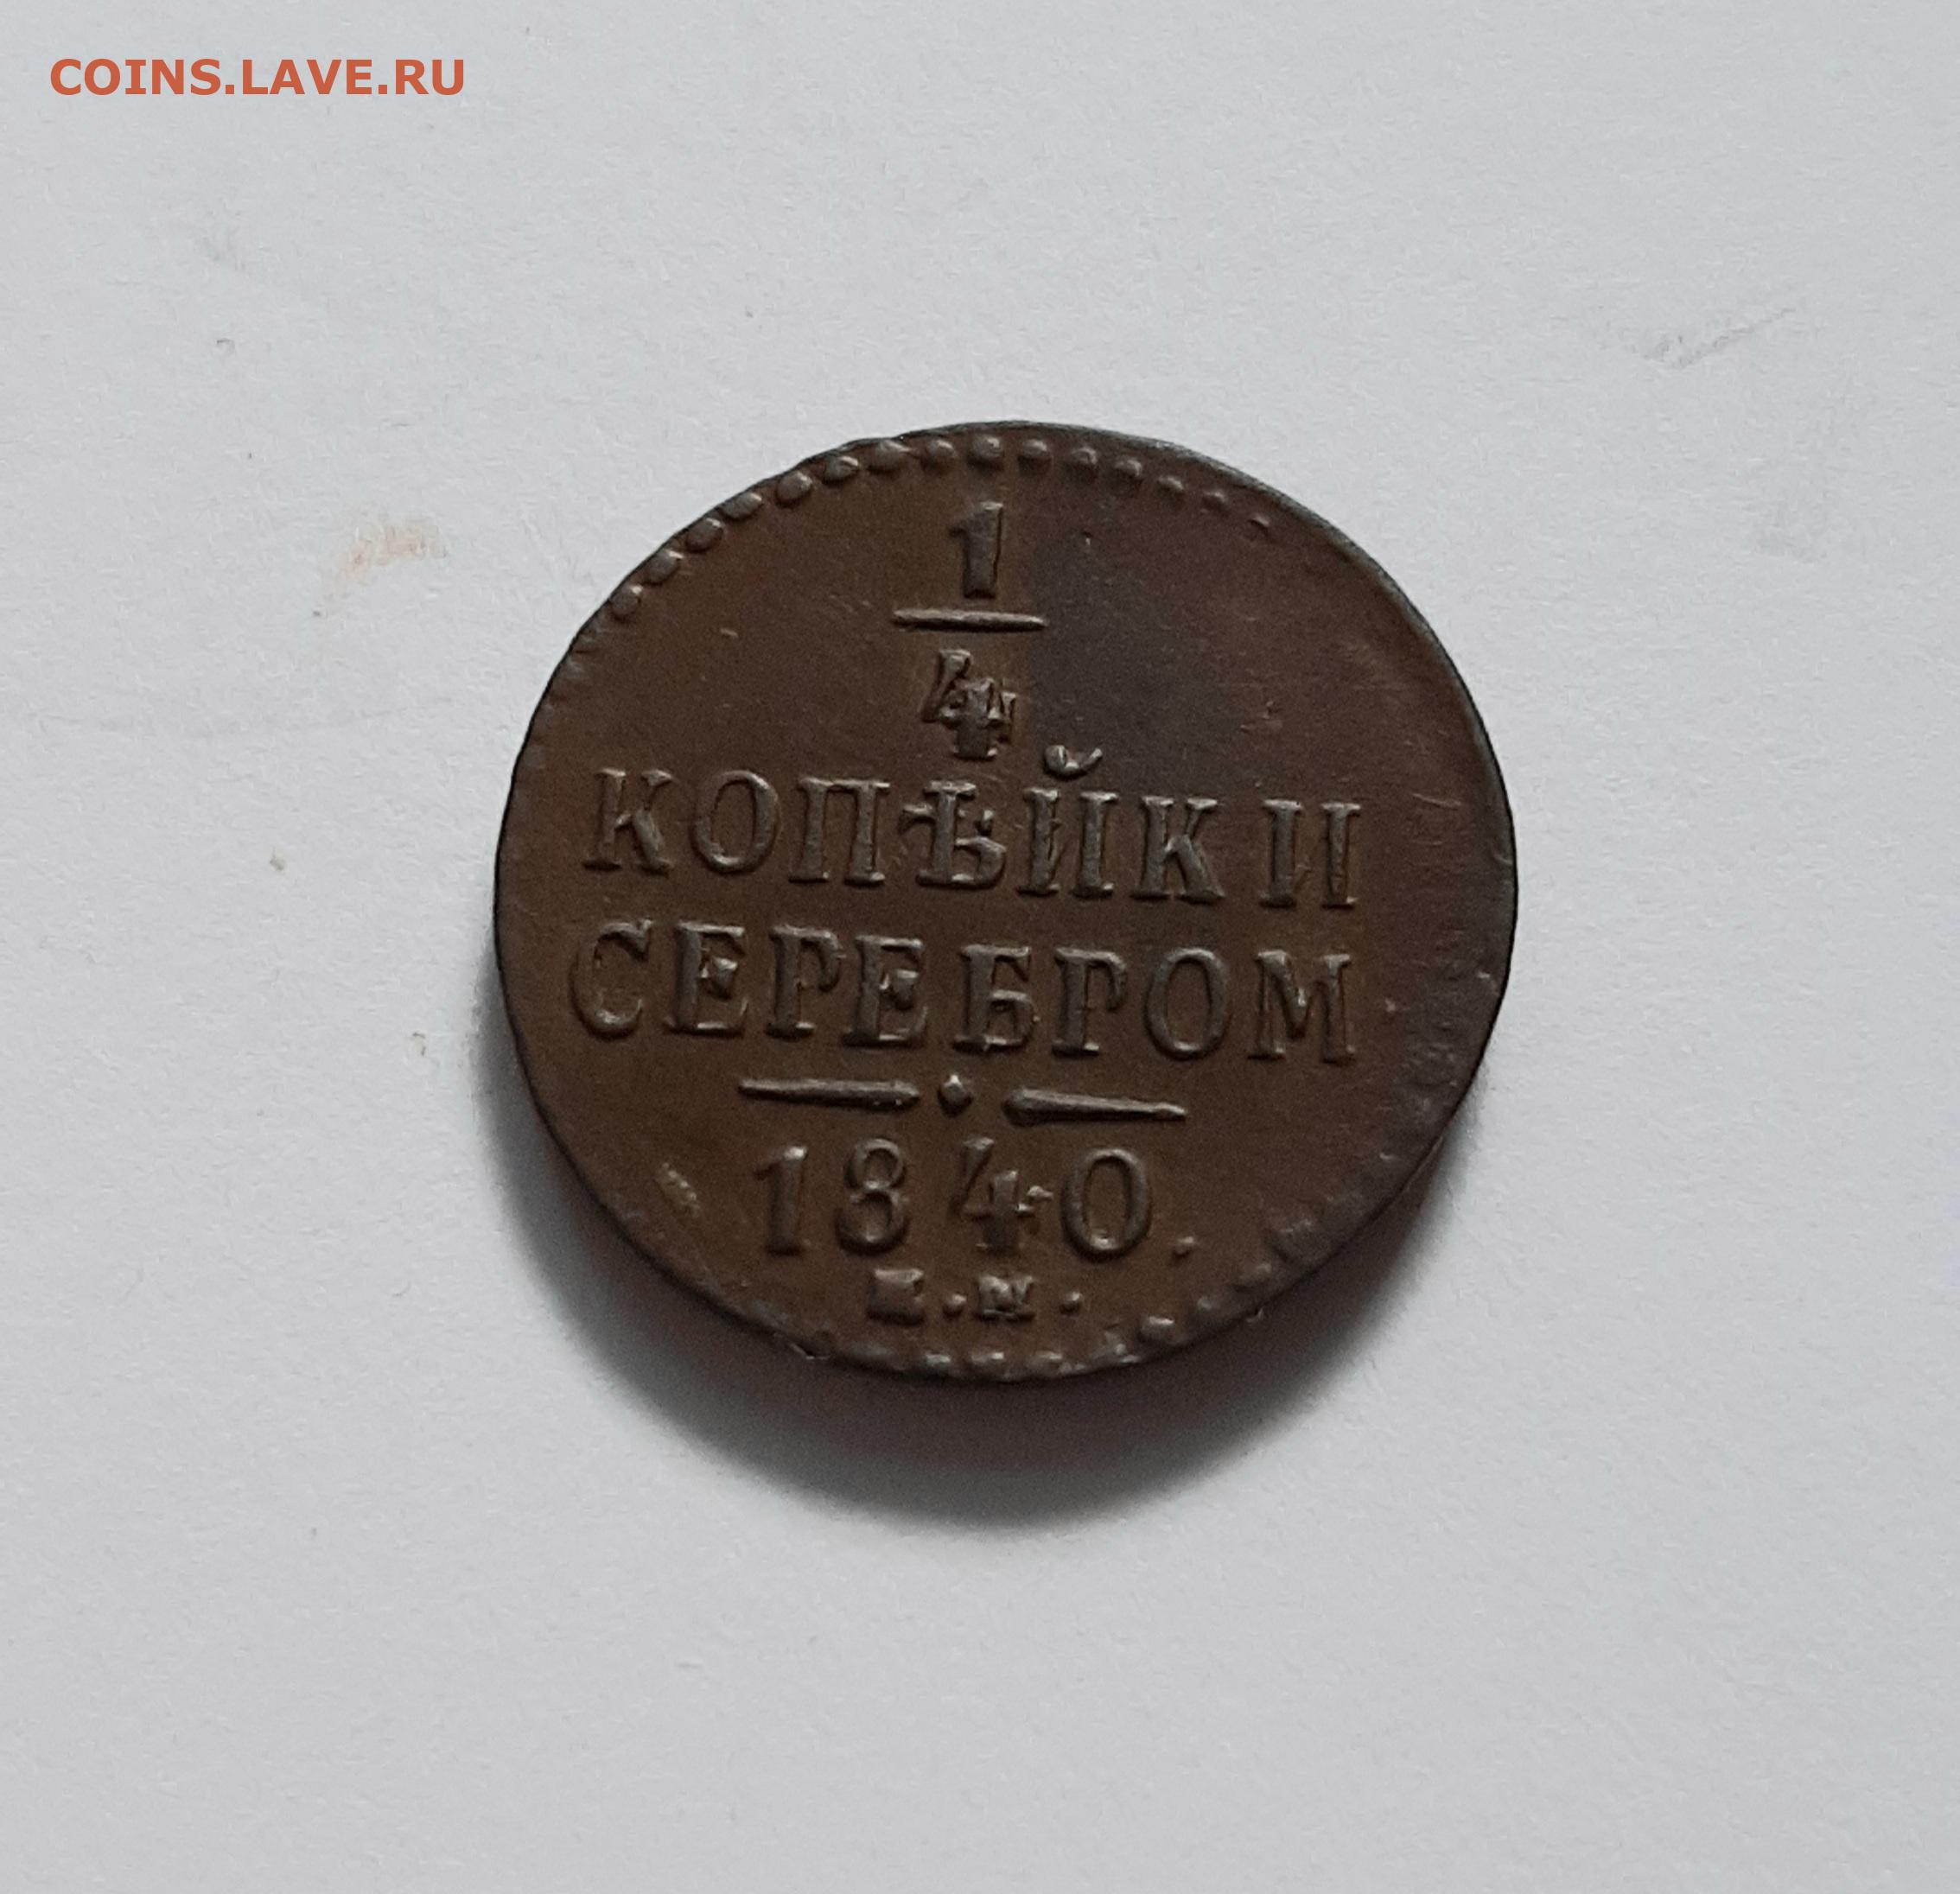 COINS.LAVE.RU
1
4
КОПѢЙКИ
СЕРЕБРОМ
1840.
Е.М.